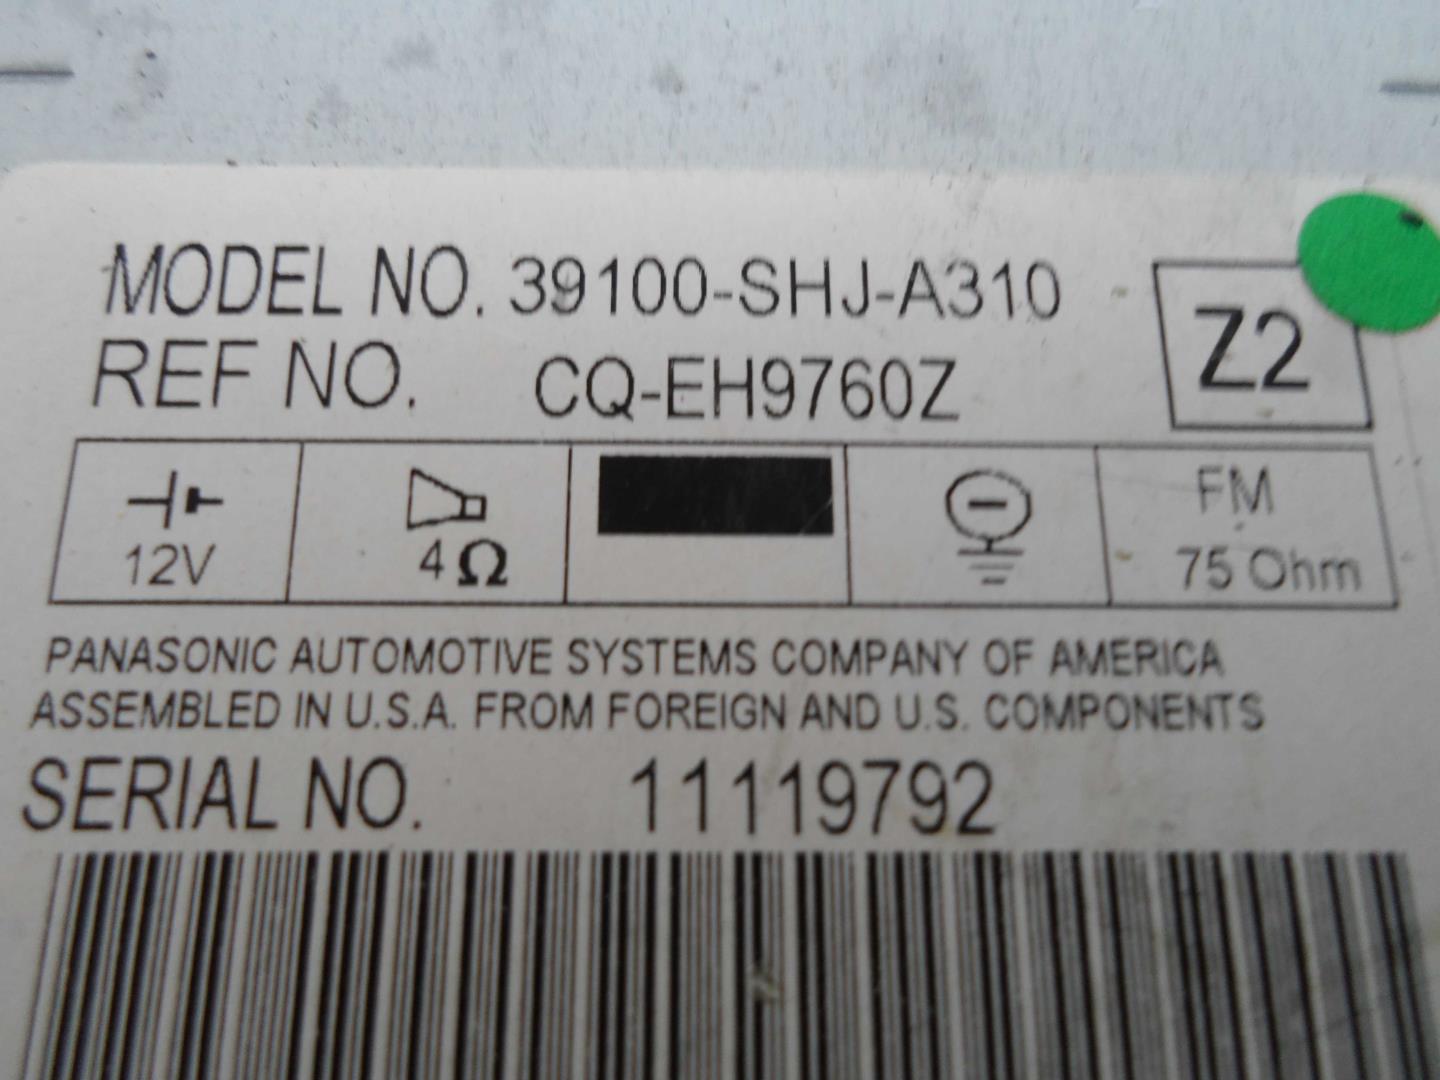 MODEL NO. 39100-SHJ-A310
REF NO. CQ-EH9760Z
Z2
12V
4 Ω
FM
75 Ohm
PANASONIC AUTOMOTIVE SYSTEMS COMPANY OF AMERICA
ASSEMBLED IN U.S.A. FROM FOREIGN AND U.S. COMPONENTS
SERIAL NO. 11119792